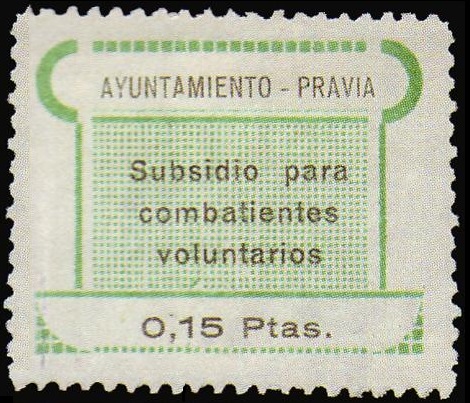 AYUNTAMIENTO - PRAVIA
Subsidio para
combatientes
voluntarios
0,15 Ptas.